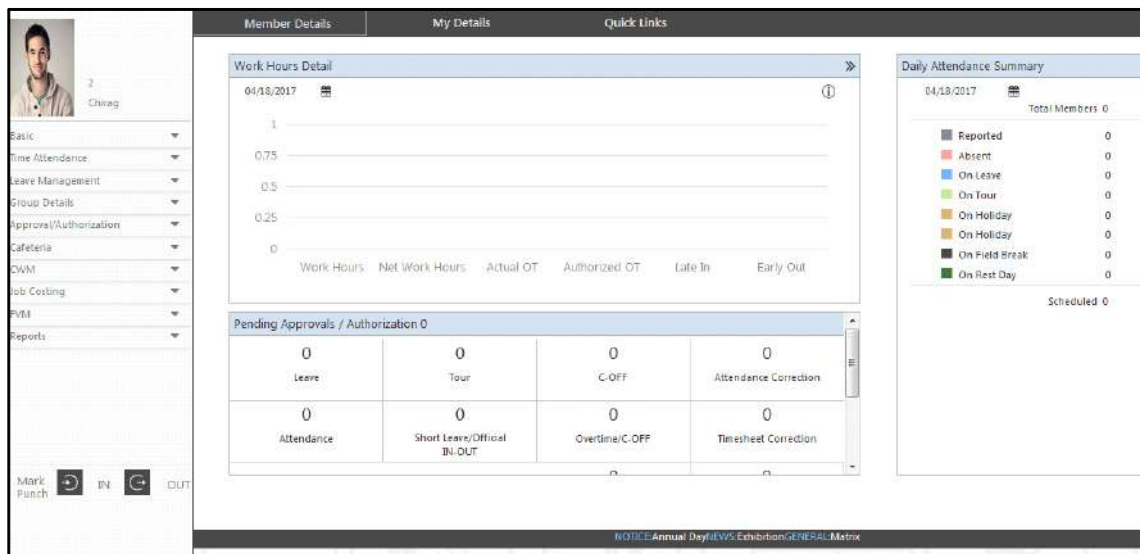 Member Details My Details Quick Links
2
Chirag
Basic
Time Attendance
Leave Management
Group Details
Approval/Authorization
Cafeteria
CWM
Job Costing
FVM
Reports
Mark Punch IN OUT
Work Hours Detail
04/18/2017
1
0.75
0.5
0.25
0
Work Hours Net Work Hours Actual OT Authorized OT Late In Early Out
Pending Approvals / Authorization 0
0 0 0 0
Leave Tour C-OFF Attendance Correction
0 0 0 0
Attendance Short Leave/Official IN-OUT Overtime/C-OFF Timesheet Correction
Daily Attendance Summary
04/18/2017
Total Members 0
Reported 0
Absent 0
On Leave 0
On Tour 0
On Holiday 0
On Holiday 0
On Field Break 0
On Rest Day 0
Scheduled 0
NOTICE:Annual DayNEWS:ExhibitionGENERAL:Matrix